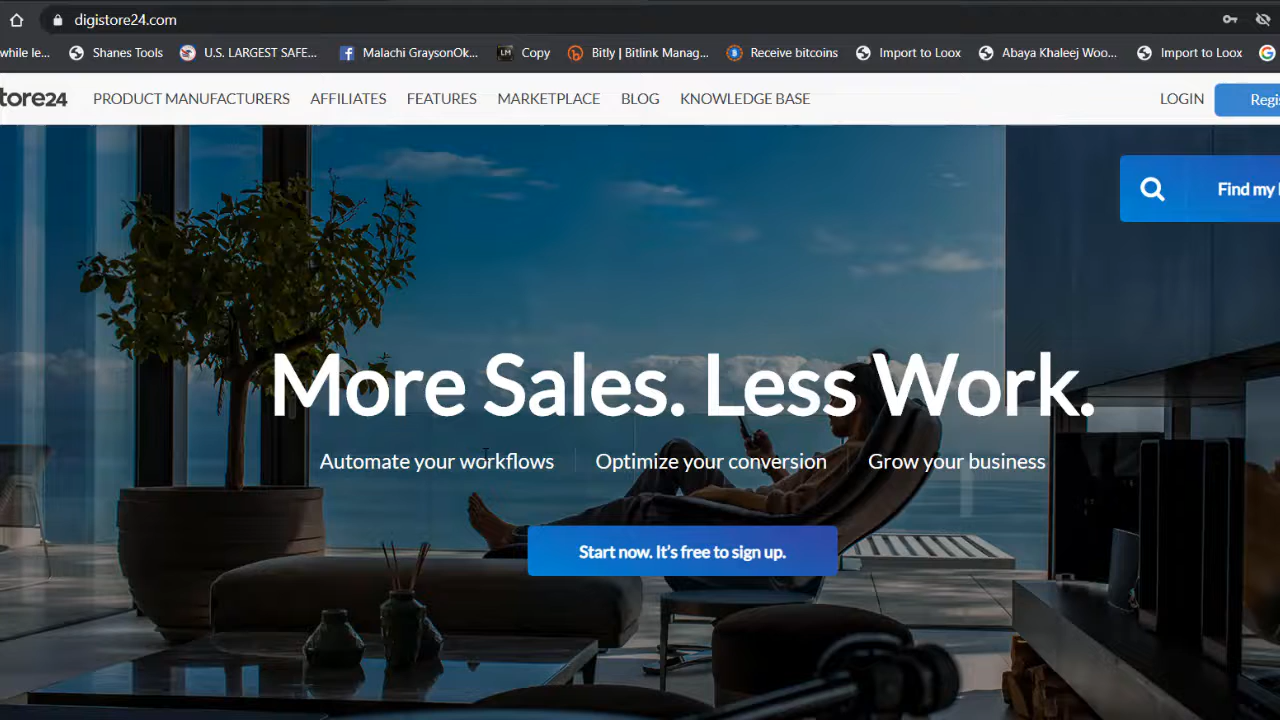 digistore24.com
while le... Shanes Tools U.S. LARGEST SAFE... Malachi GraysonOk... LM Copy Bitly | Bitlink Manag... Receive bitcoins Import to Loox Abaya Khaleej Woo... Import to Loox
tore24 PRODUCT MANUFACTURERS AFFILIATES FEATURES MARKETPLACE BLOG KNOWLEDGE BASE LOGIN Regis
Find my
More Sales. Less Work.
Automate your workflows Optimize your conversion Grow your business
Start now. It's free to sign up.